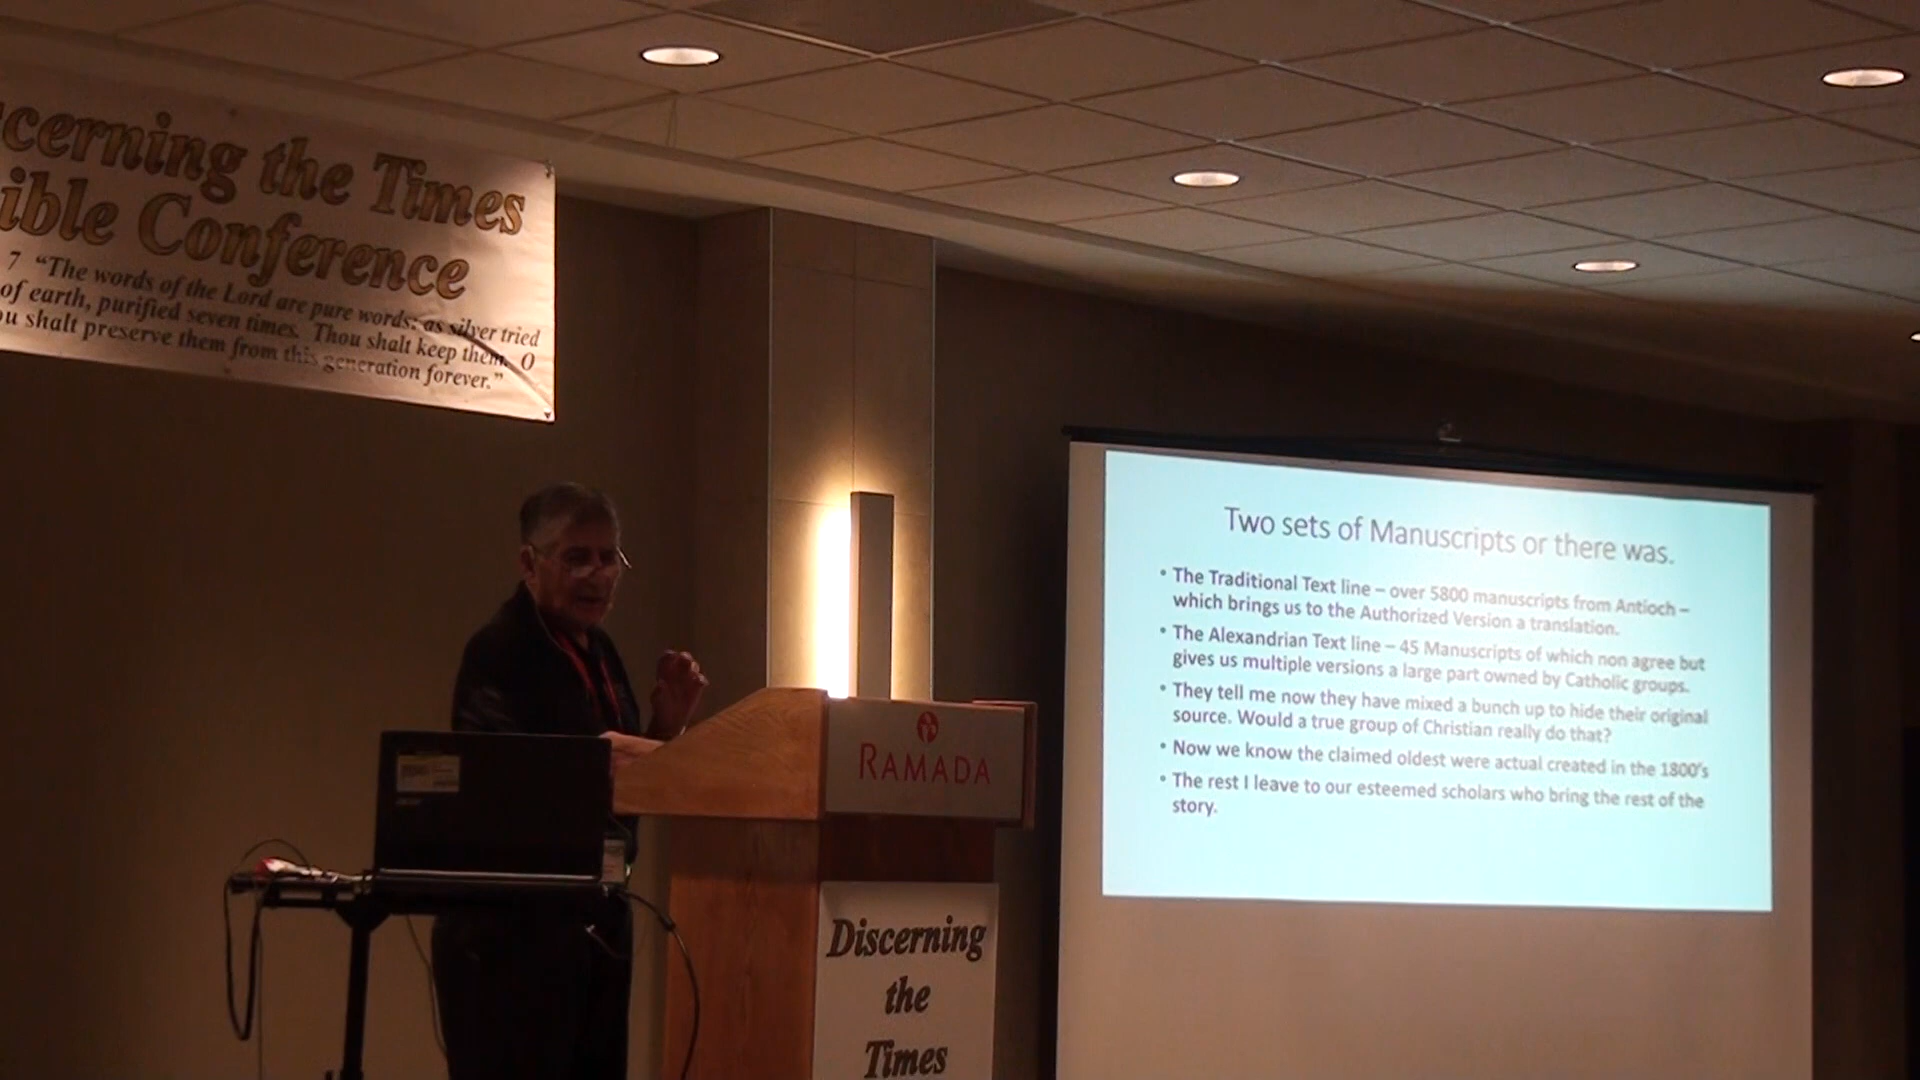 cerning the Times
ible Conference
7 “The words of the Lord are pure words: as silver tried
of earth, purified seven times. Thou shalt keep them, O
ou shalt preserve them from this generation forever.”
Two sets of Manuscripts or there was.
• The Traditional Text line – over 5800 manuscripts from Antioch –
which brings us to the Authorized Version a translation.
• The Alexandrian Text line – 45 Manuscripts of which non agree but
gives us multiple versions a large part owned by Catholic groups.
• They tell me now they have mixed a bunch up to hide their original
source. Would a true group of Christian really do that?
• Now we know the claimed oldest were actual created in the 1800’s
• The rest I leave to our esteemed scholars who bring the rest of the
story.
RAMADA
Discerning
the
Times